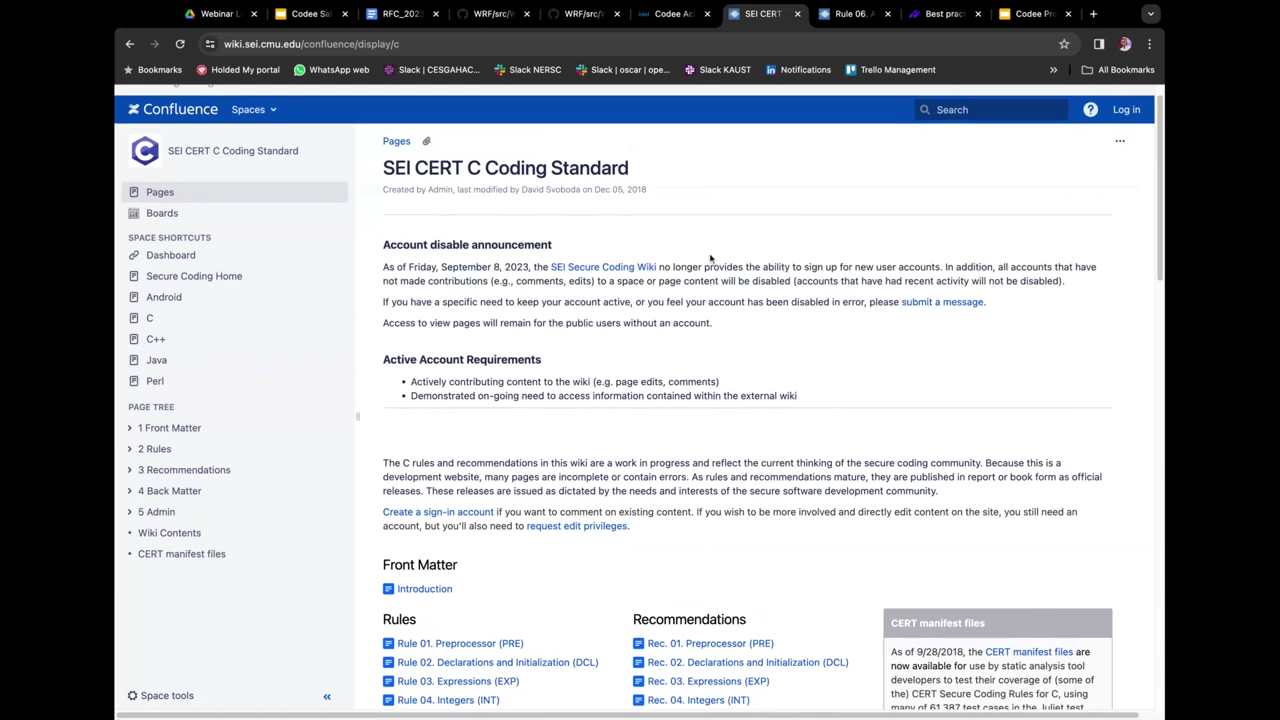 Webinar Li
Codee Sal
RFC_2023
WRF/src/v
WRF/src/
Codee Ac
SEI CERT
Rule 06. A
Best prac
Codee Pro
wiki.sei.cmu.edu/confluence/display/c
Bookmarks
Holded My portal
WhatsApp web
Slack | CESGAHAC...
Slack NERSC
Slack | oscar | ope...
Slack KAUST
Notifications
Trello Management
All Bookmarks
Confluence
Spaces
Search
Log in
SEI CERT C Coding Standard
Pages
Boards
SPACE SHORTCUTS
Dashboard
Secure Coding Home
Android
C
C++
Java
Perl
PAGE TREE
1 Front Matter
2 Rules
3 Recommendations
4 Back Matter
5 Admin
Wiki Contents
CERT manifest files
Space tools
Pages
SEI CERT C Coding Standard
Created by Admin, last modified by David Svoboda on Dec 05, 2018
Account disable announcement
As of Friday, September 8, 2023, the SEI Secure Coding Wiki no longer provides the ability to sign up for new user accounts. In addition, all accounts that have
not made contributions (e.g., comments, edits) to a space or page content will be disabled (accounts that have had recent activity will not be disabled).
If you have a specific need to keep your account active, or you feel your account has been disabled in error, please submit a message.
Access to view pages will remain for the public users without an account.
Active Account Requirements
• Actively contributing content to the wiki (e.g. page edits, comments)
• Demonstrated on-going need to access information contained within the external wiki
The C rules and recommendations in this wiki are a work in progress and reflect the current thinking of the secure coding community. Because this is a
development website, many pages are incomplete or contain errors. As rules and recommendations mature, they are published in report or book form as official
releases. These releases are issued as dictated by the needs and interests of the secure software development community.
Create a sign-in account if you want to comment on existing content. If you wish to be more involved and directly edit content on the site, you still need an
account, but you'll also need to request edit privileges.
Front Matter
Introduction
Rules
Rule 01. Preprocessor (PRE)
Rule 02. Declarations and Initialization (DCL)
Rule 03. Expressions (EXP)
Rule 04. Integers (INT)
Recommendations
Rec. 01. Preprocessor (PRE)
Rec. 02. Declarations and Initialization (DCL)
Rec. 03. Expressions (EXP)
Rec. 04. Integers (INT)
CERT manifest files
As of 9/28/2018, the CERT manifest files are
now available for use by static analysis tool
developers to test their coverage of (some of
the) CERT Secure Coding Rules for C, using
many of 61,387 test cases in the Juliet test